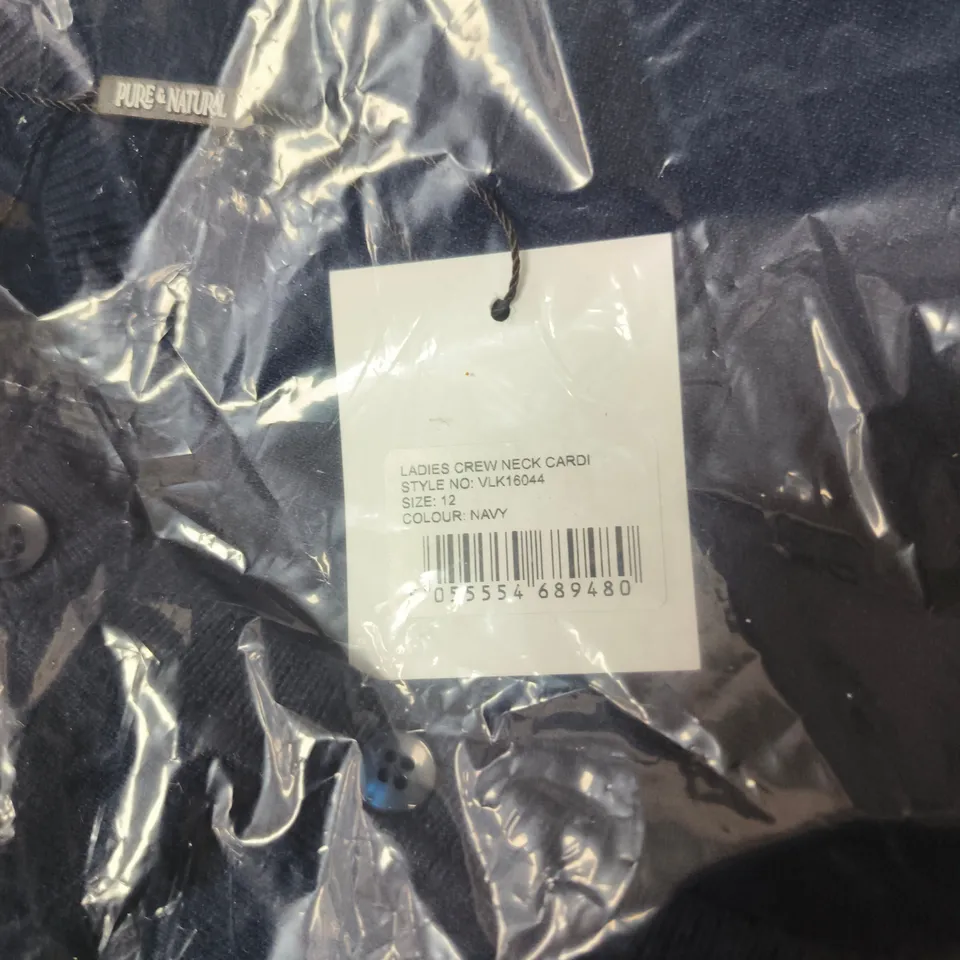 PURE & NATURAL
LADIES CREW NECK CARDI
STYLE NO: VLK16044
SIZE: 12
COLOUR: NAVY
055554 689480